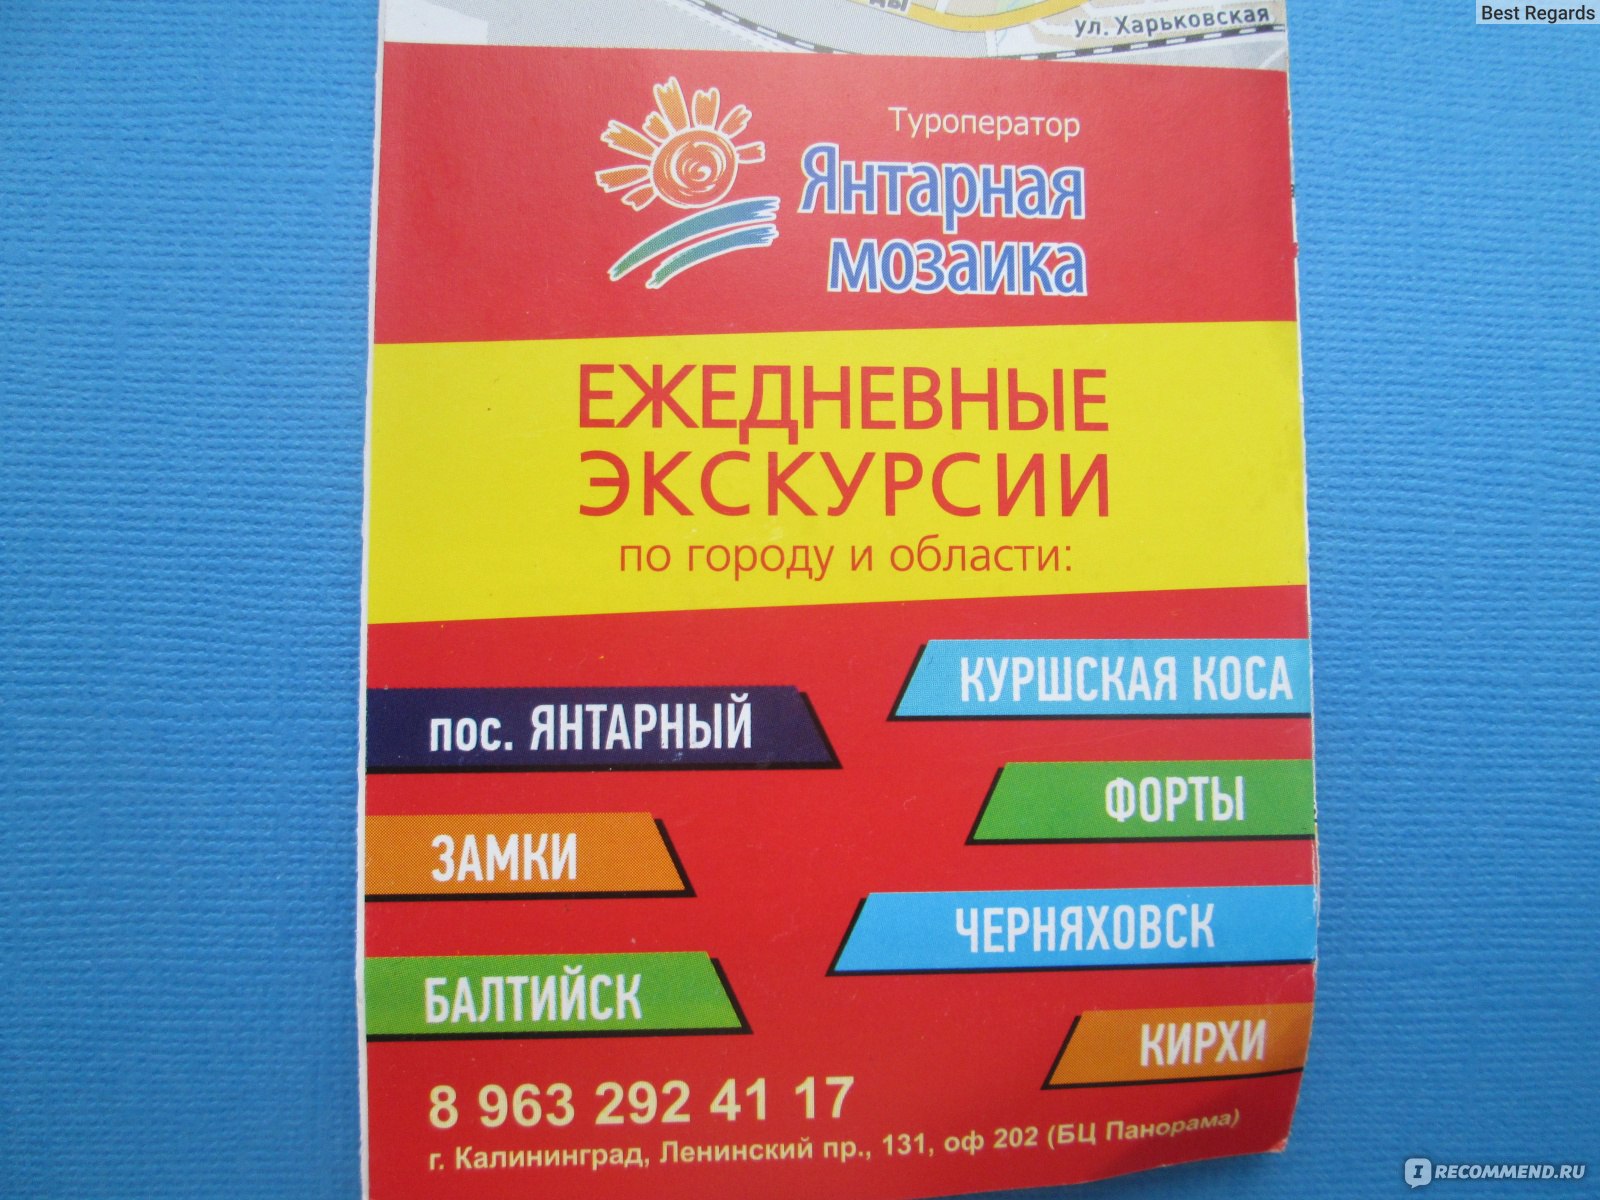 Best Regards
ул. Харьковская
Туроператор
Янтарная
мозаика
ЕЖЕДНЕВНЫЕ
ЭКСКУРСИИ
по городу и области:
КУРШСКАЯ КОСА
пос. ЯНТАРНЫЙ
ФОРТЫ
ЗАМКИ
ЧЕРНЯХОВСК
БАЛТИЙСК
КИРХИ
8 963 292 41 17
г. Калининград, Ленинский пр., 131, оф 202 (БЦ Панорама)
IRECOMMEND.RU